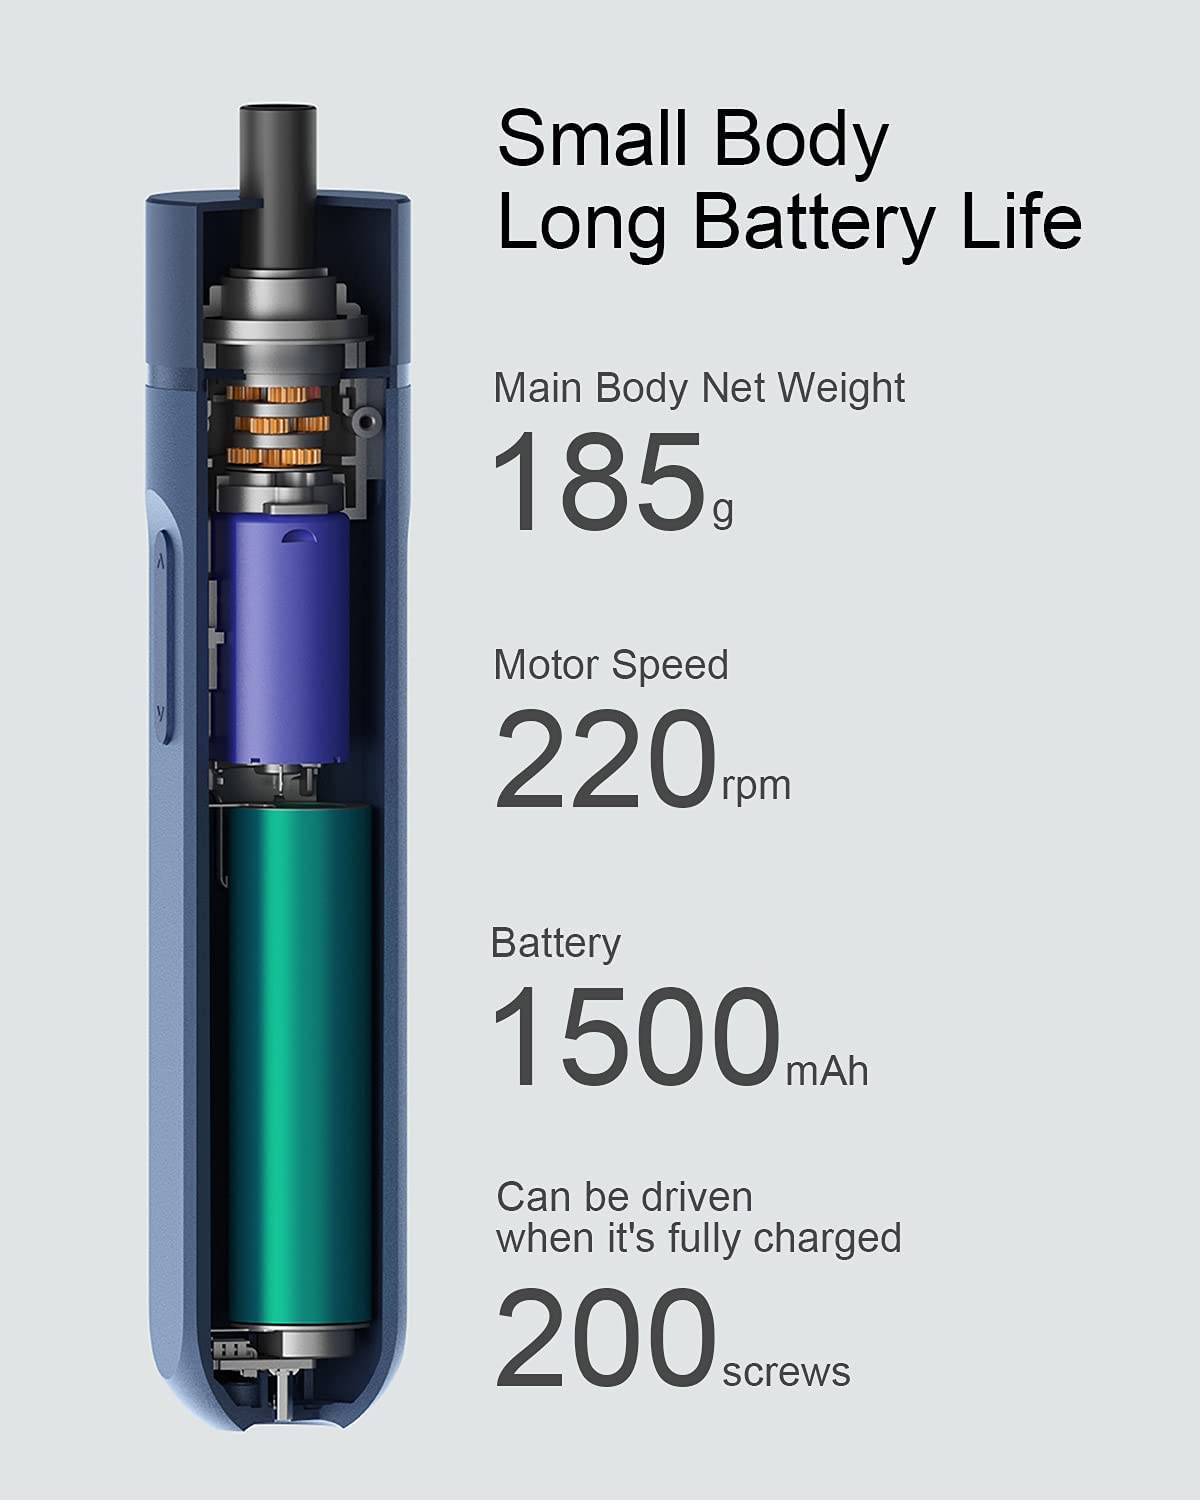 Small Body
Long Battery Life
Main Body Net Weight
185g
Motor Speed
220rpm
Battery
1500mAh
Can be driven
when it's fully charged
200screws